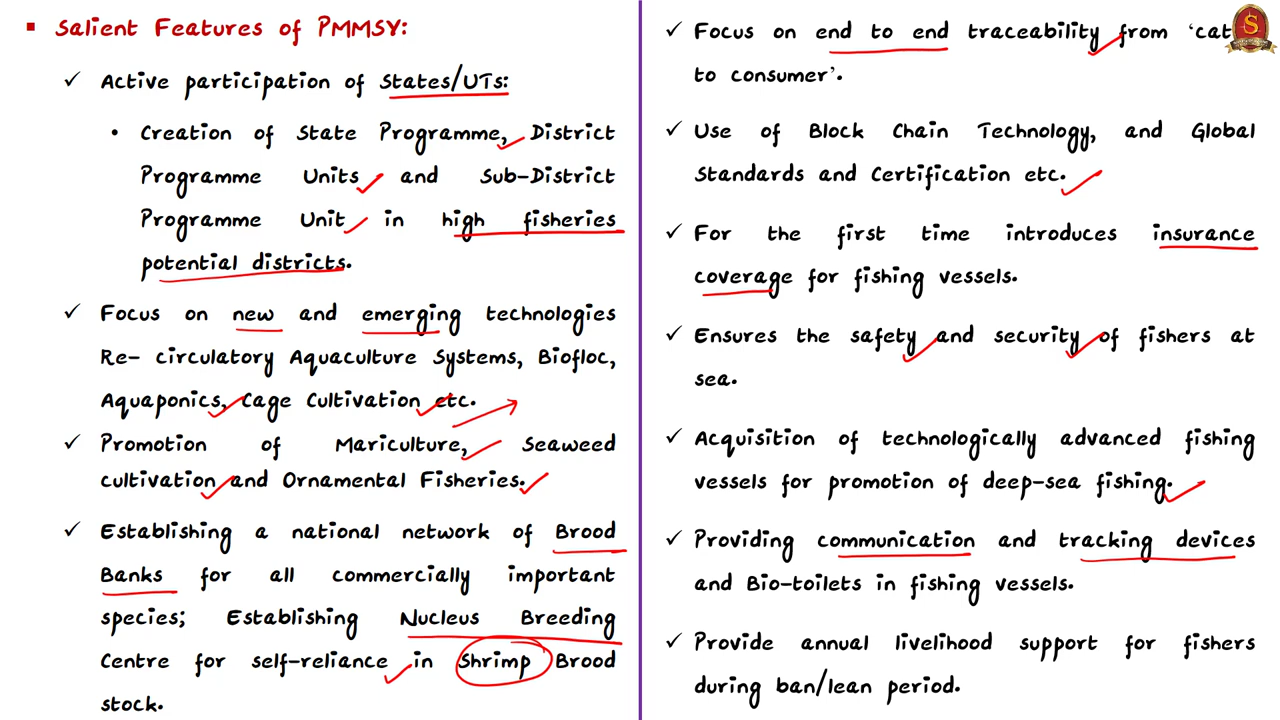 ▪ Salient Features of PMMSY:
✓ Active participation of States/UTs:
• Creation of State Programme, District
Programme Units and Sub-District
Programme Unit in high fisheries
potential districts.
✓ Focus on new and emerging technologies
Re- circulatory Aquaculture Systems, Biofloc,
Aquaponics, Cage Cultivation etc.
✓ Promotion of Mariculture, Seaweed
cultivation and Ornamental Fisheries.
✓ Establishing a national network of Brood
Banks for all commercially important
species; Establishing Nucleus Breeding
Centre for self-reliance in Shrimp Brood
stock.
✓ Focus on end to end traceability from ‘cat
to consumer’.
✓ Use of Block Chain Technology, and Global
Standards and Certification etc.
✓ For the first time introduces insurance
coverage for fishing vessels.
✓ Ensures the safety and security of fishers at
sea.
✓ Acquisition of technologically advanced fishing
vessels for promotion of deep-sea fishing.
✓ Providing communication and tracking devices
and Bio-toilets in fishing vessels.
✓ Provide annual livelihood support for fishers
during ban/lean period.
S